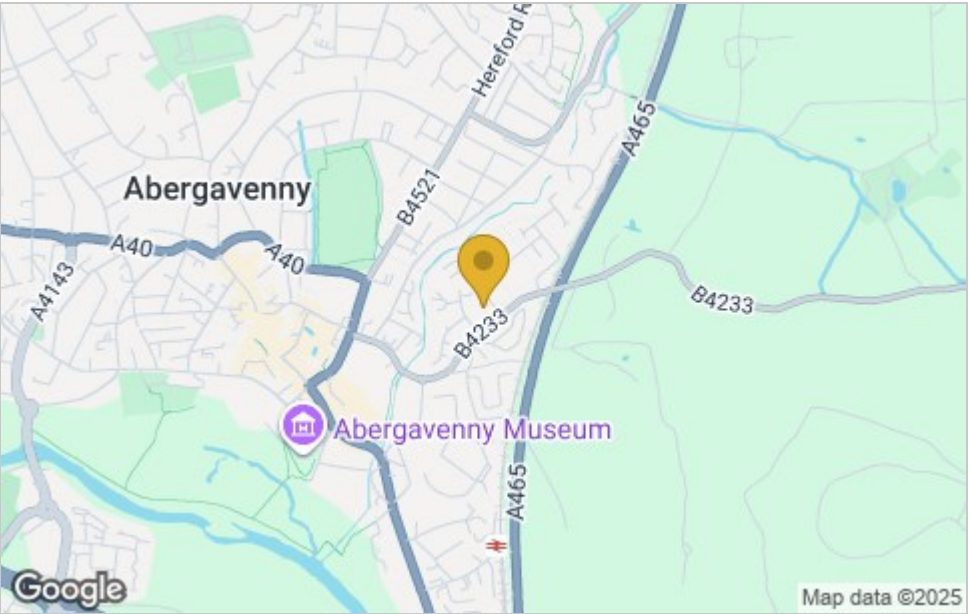 Hereford R
A465
Abergavenny
B4521
A40
A40
A4143
B4233
B4233
Abergavenny Museum
A465
Google
Map data ©2025